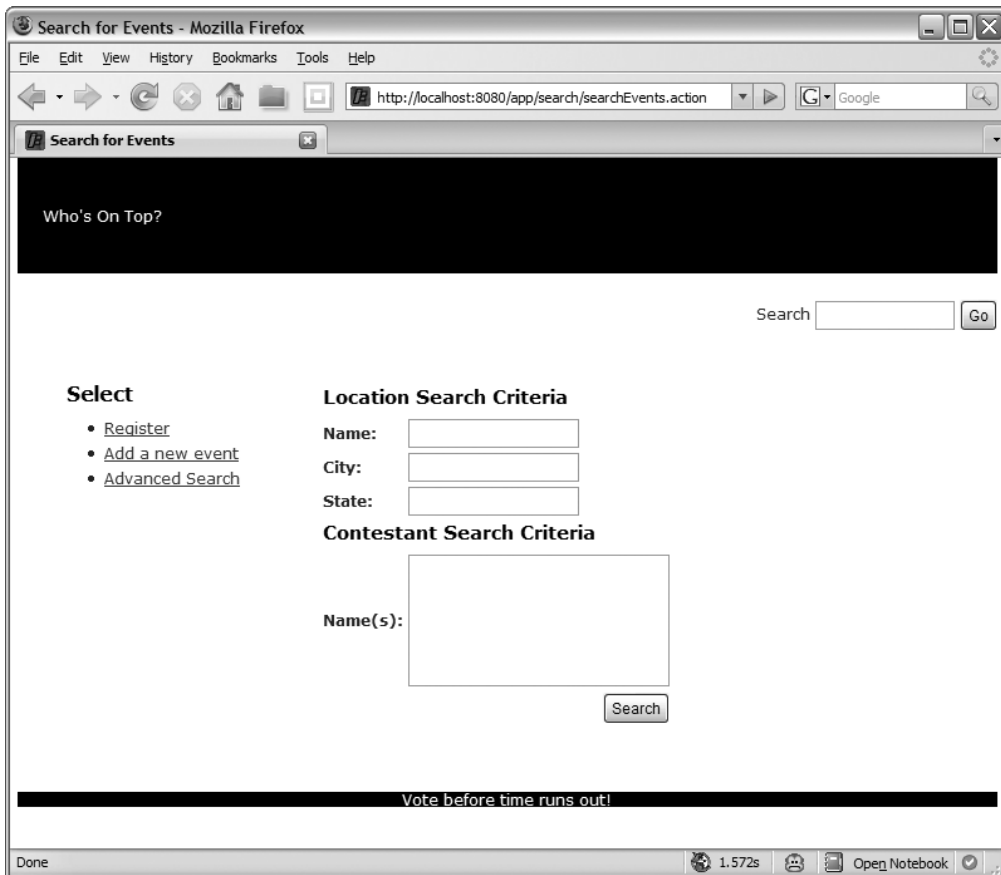 Search for Events - Mozilla Firefox
File Edit View History Bookmarks Tools Help
http://localhost:8080/app/search/searchEvents.action
G Google
Search for Events
Who's On Top?
Search Go
Select
Register
Add a new event
Advanced Search
Location Search Criteria
Name:
City:
State:
Contestant Search Criteria
Name(s):
Search
Vote before time runs out!
Done 1.572s Open Notebook